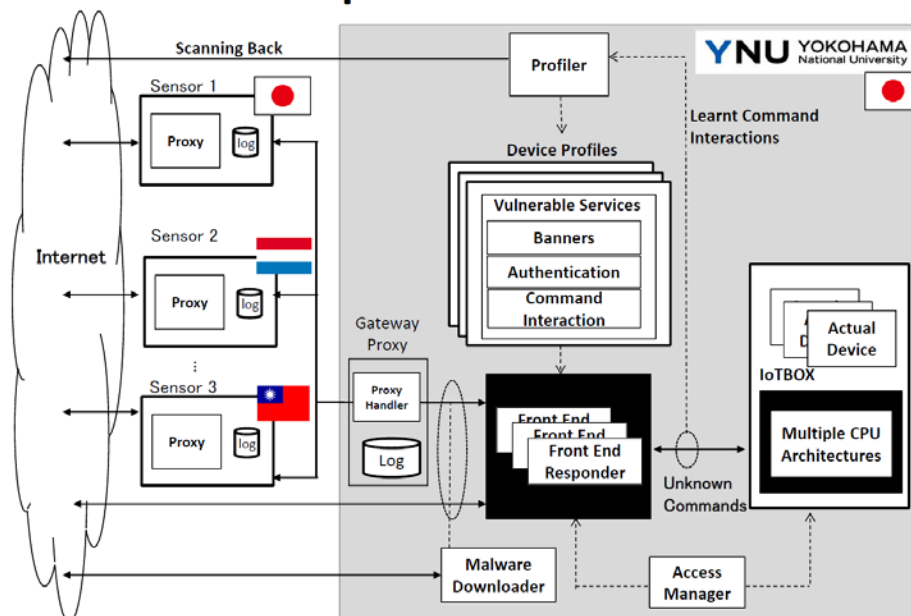 Scanning Back
Profiler
YNU YOKOHAMA
National University
Sensor 1
Proxy
log
Learnt Command
Interactions
Device Profiles
Vulnerable Services
Banners
Authentication
Command
Interaction
Internet
Sensor 2
Proxy
log
...
Gateway
Proxy
Proxy
Handler
Log
Sensor 3
Proxy
log
Front End
Front End
Front End
Responder
Unknown
Commands
Actual
Device
IoTBOX
Multiple CPU
Architectures
Malware
Downloader
Access
Manager